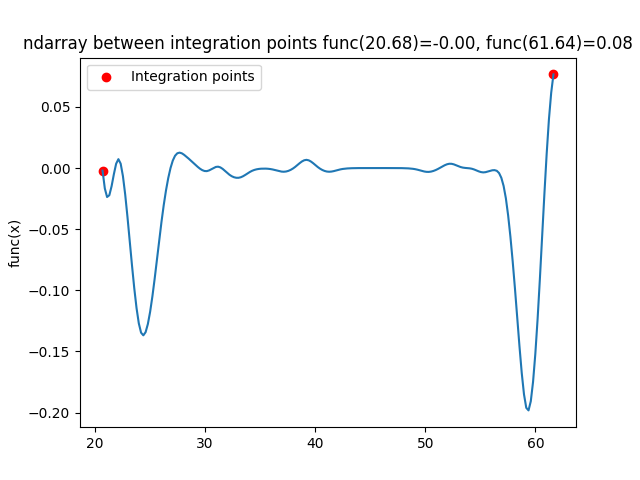 ndarray between integration points func(20.68)=-0.00, func(61.64)=0.08
Integration points
0.05
0.00
−0.05
−0.10
−0.15
−0.20
func(x)
20 30 40 50 60